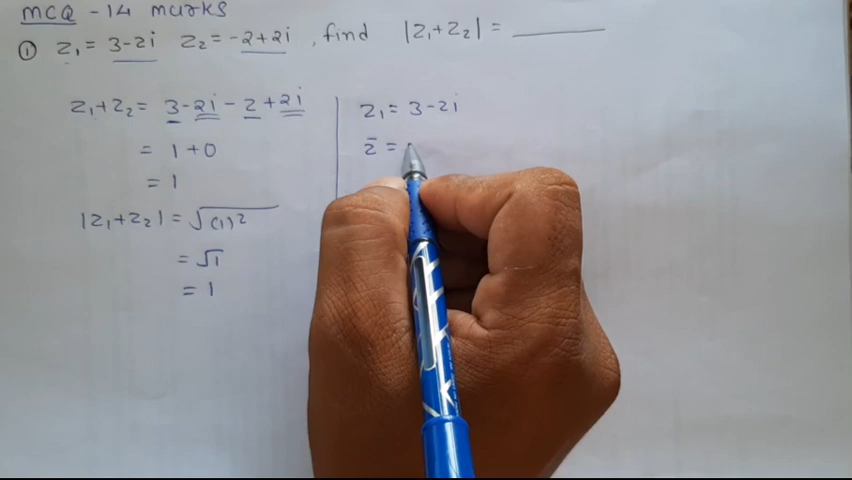 MCQ - 14 marks
① Z₁ = 3-2i Z₂ = -2+2i , find |Z₁+Z₂| = ______
Z₁+Z₂ = 3-2i-2+2i
= 1+0
= 1
|Z₁+Z₂| = √(1)²
= √1
= 1
Z₁ = 3-2i
z̄ =